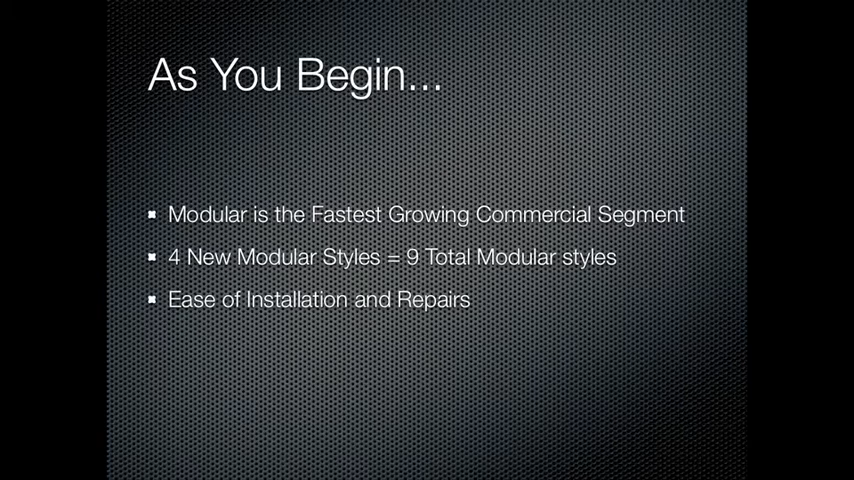 As You Begin...
Modular is the Fastest Growing Commercial Segment
4 New Modular Styles = 9 Total Modular styles
Ease of Installation and Repairs